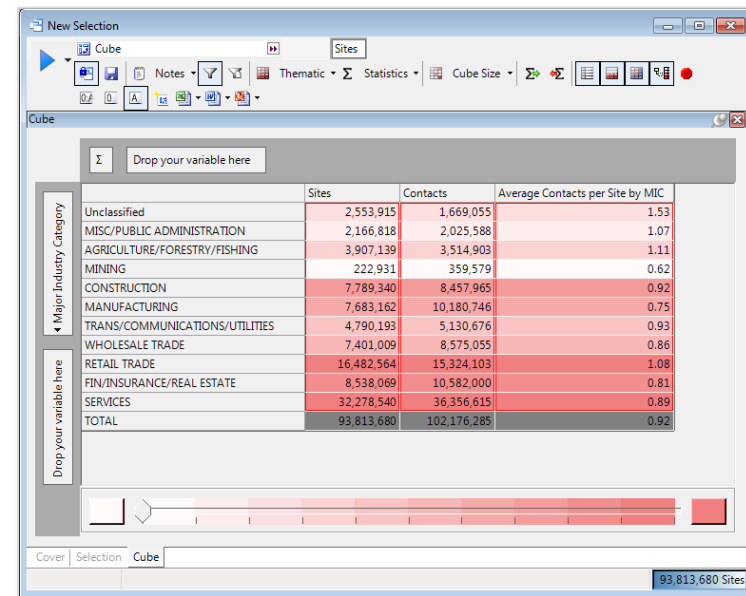 New Selection
Cube Sites
Notes Thematic Σ Statistics Cube Size Σ Σ
A
Cube
Σ Drop your variable here
Sites Contacts Average Contacts per Site by MIC
Major Industry Category
Unclassified 2,553,915 1,669,055 1.53
MISC/PUBLIC ADMINISTRATION 2,166,818 2,025,588 1.07
AGRICULTURE/FORESTRY/FISHING 3,907,139 3,514,903 1.11
MINING 222,931 359,579 0.62
CONSTRUCTION 7,789,340 8,457,965 0.92
MANUFACTURING 7,683,162 10,180,746 0.75
TRANS/COMMUNICATIONS/UTILITIES 4,790,193 5,130,676 0.93
WHOLESALE TRADE 7,401,009 8,575,055 0.86
Drop your variable here
RETAIL TRADE 16,482,564 15,324,103 1.08
FIN/INSURANCE/REAL ESTATE 8,538,069 10,582,000 0.81
SERVICES 32,278,540 36,356,615 0.89
TOTAL 93,813,680 102,176,285 0.92
Cover Selection Cube
93,813,680 Sites